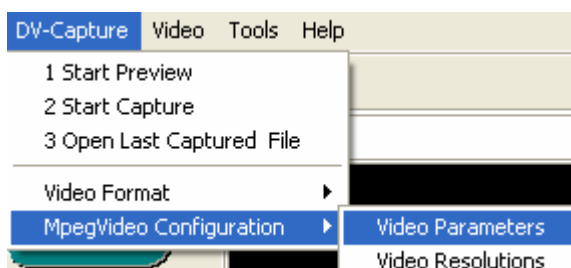 DV-Capture Video Tools Help
1 Start Preview
2 Start Capture
3 Open Last Captured File
Video Format
MpegVideo Configuration
Video Parameters
Video Resolutions